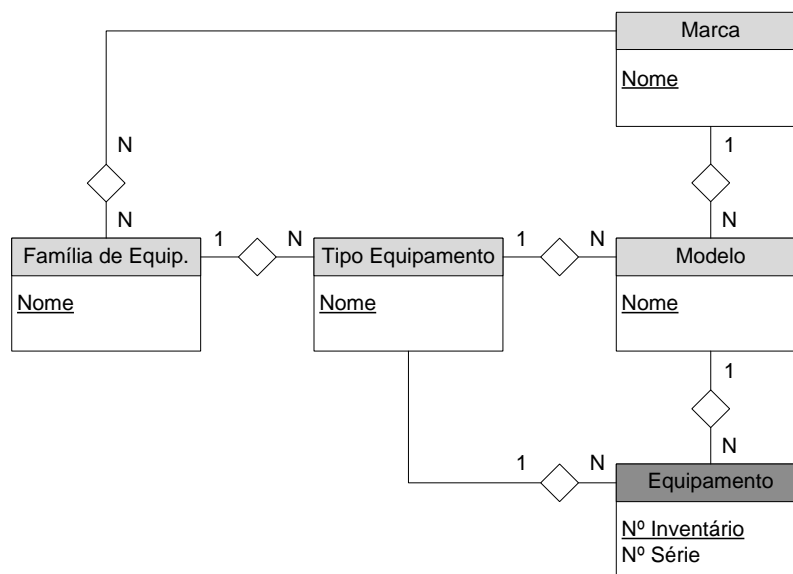 Marca
Nome
N
1
N
N
Família de Equip.
1
N
Tipo Equipamento
1
N
Modelo
Nome
Nome
Nome
1
N
1
N
Equipamento
Nº Inventário
Nº Série